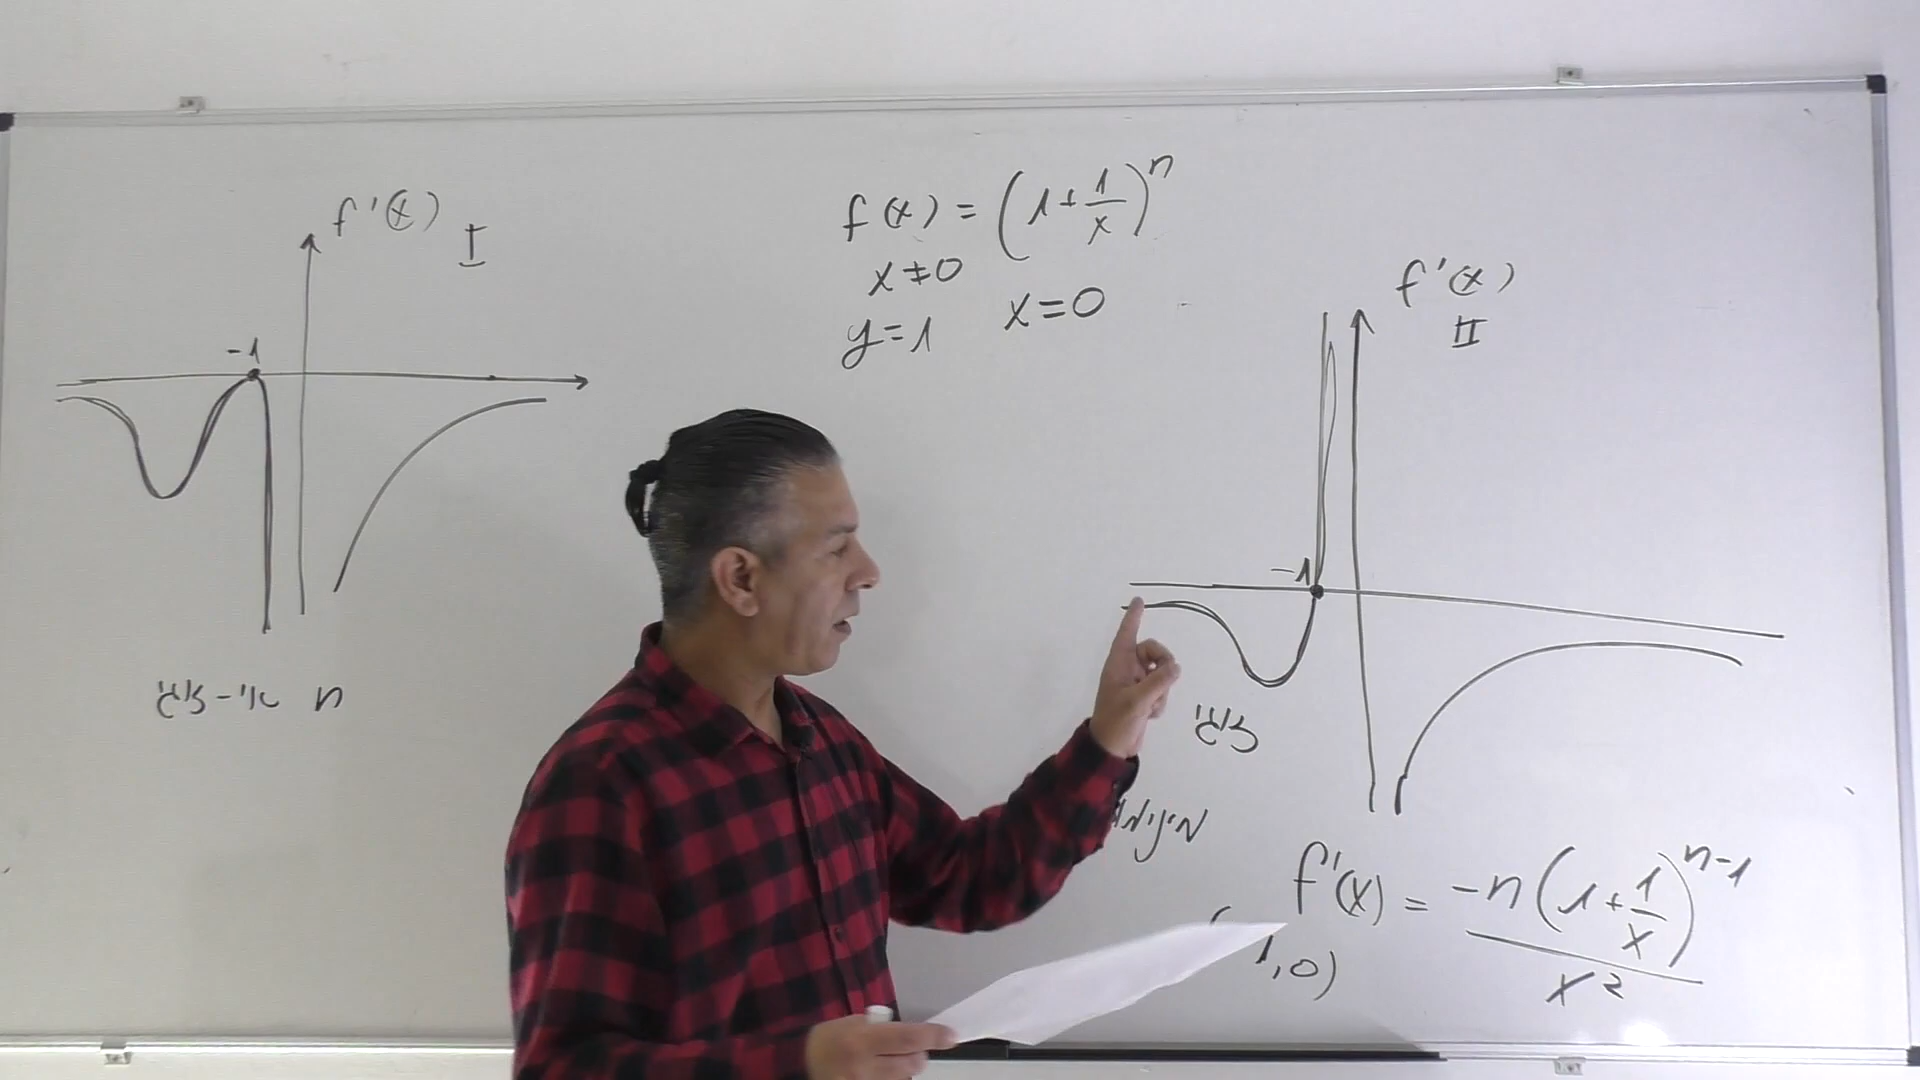 f'(x) I
-1
n אי-זוגי
f(x) = (1+1/x)^n
x≠0
y=1 x=0
f'(x)
II
-1
זוגי
f'(x) = -n(1+1/x)^{n-1} / x²